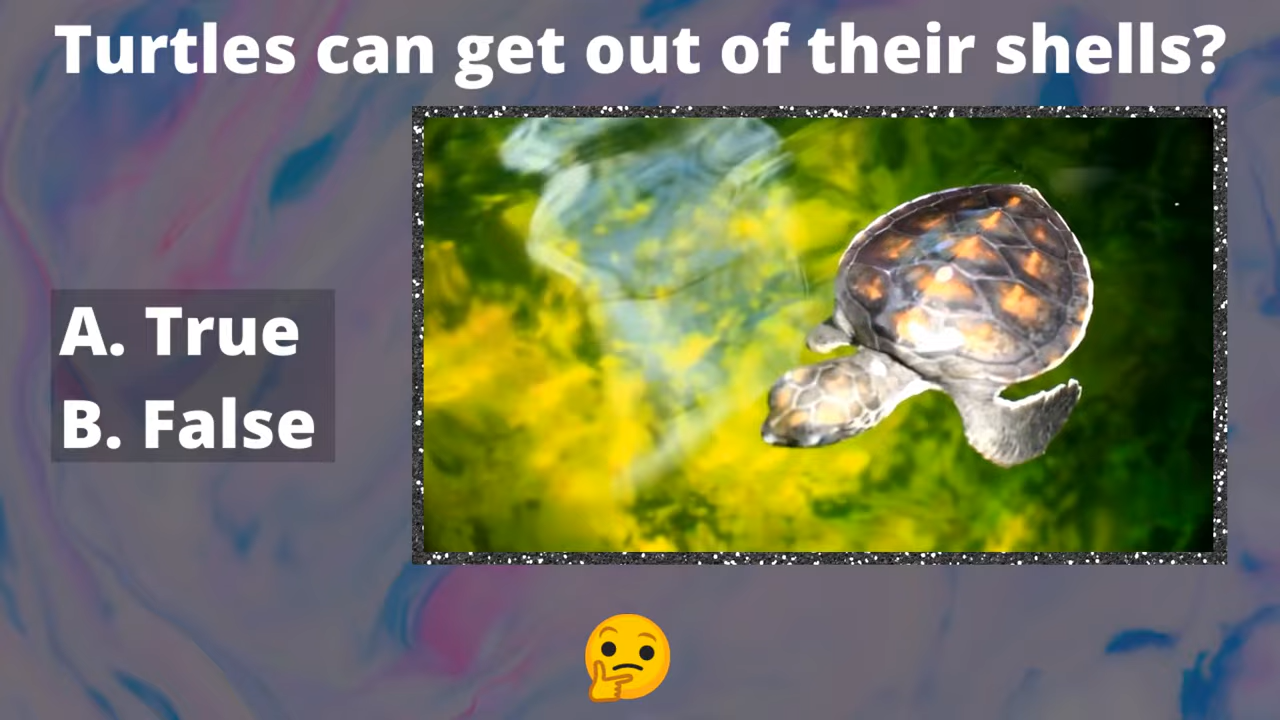 Turtles can get out of their shells?
A. True
B. False